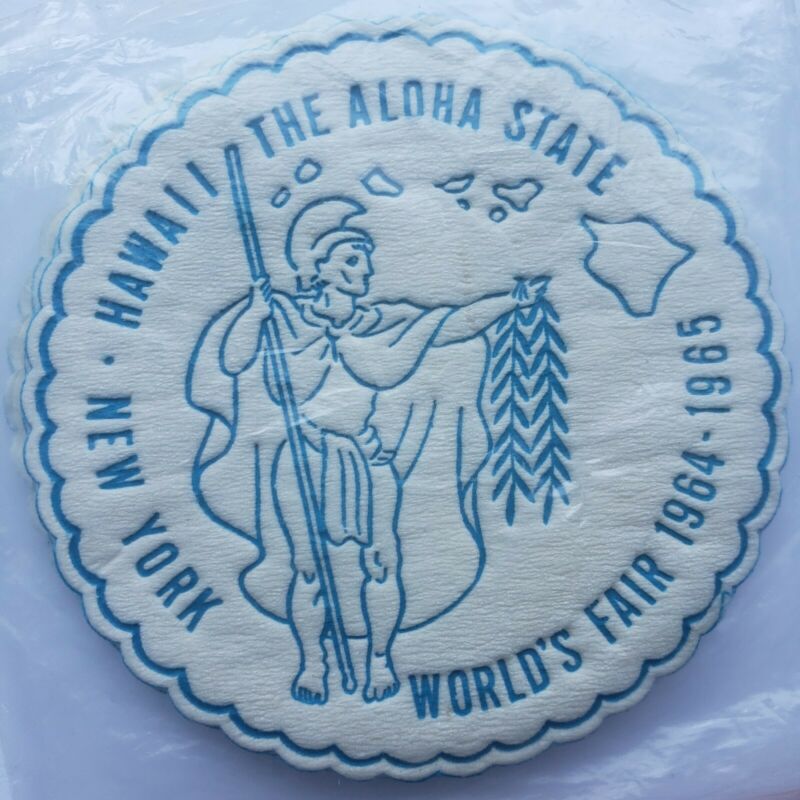 HAWAII THE ALOHA STATE
NEW YORK WORLD'S FAIR 1964-1965